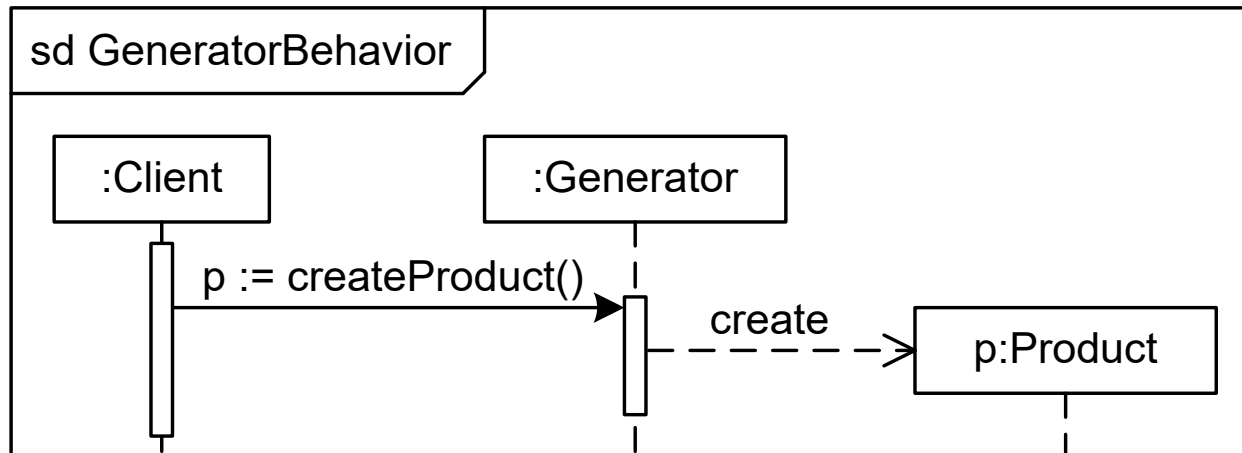 sd GeneratorBehavior
:Client
:Generator
p := createProduct()
create
p:Product